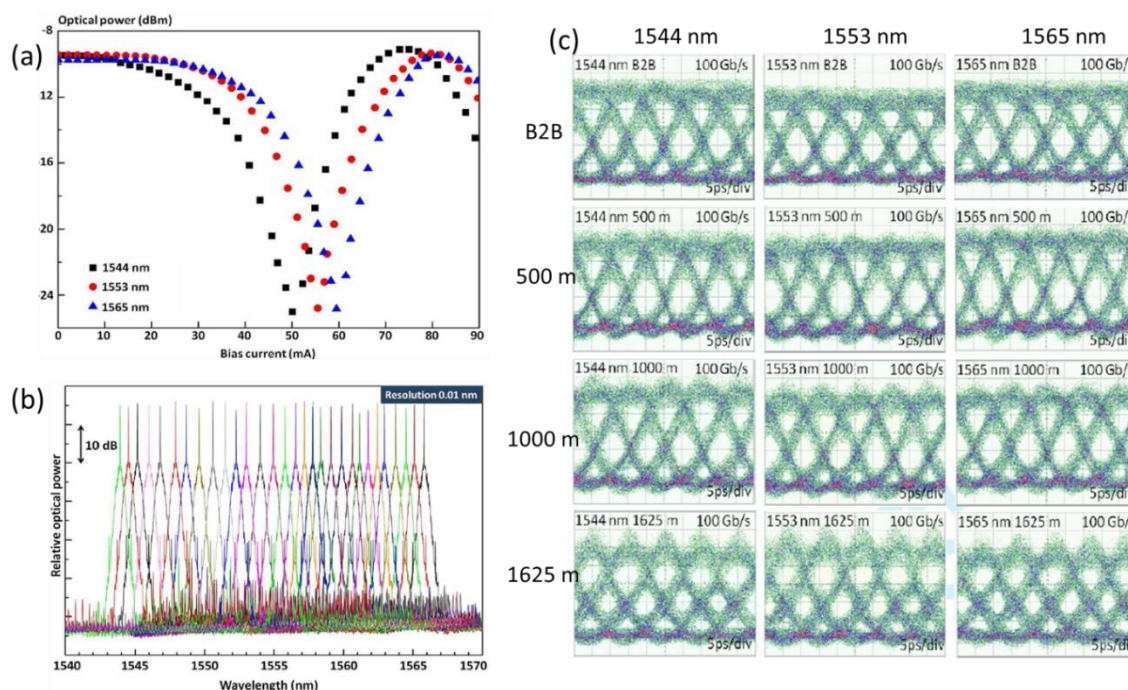 Optical power (dBm)
(a)
-8
12
16
20
24
1544 nm
1553 nm
1565 nm
0 10 20 30 40 50 60 70 80 90
Bias current (mA)
(b)
Resolution 0.01 nm
10 dB
Relative optical power
1540 1545 1550 1555 1560 1565 1570
Wavelength (nm)
(c)
1544 nm 1553 nm 1565 nm
B2B
1544 nm B2B 100 Gb/s
5ps/div
1553 nm B2B 100 Gb/s
5ps/div
1565 nm B2B 100 Gb/s
5ps/div
500 m
1544 nm 500 m 100 Gb/s
5ps/div
1553 nm 500 m 100 Gb/s
5ps/div
1565 nm 500 m 100 Gb/s
5ps/div
1000 m
1544 nm 1000 m 100 Gb/s
5ps/div
1553 nm 1000 m 100 Gb/s
5ps/div
1565 nm 1000 m 100 Gb/s
5ps/div
1625 m
1544 nm 1625 m 100 Gb/s
5ps/div
1553 nm 1625 m 100 Gb/s
5ps/div
1565 nm 1625 m 100 Gb/s
5ps/div